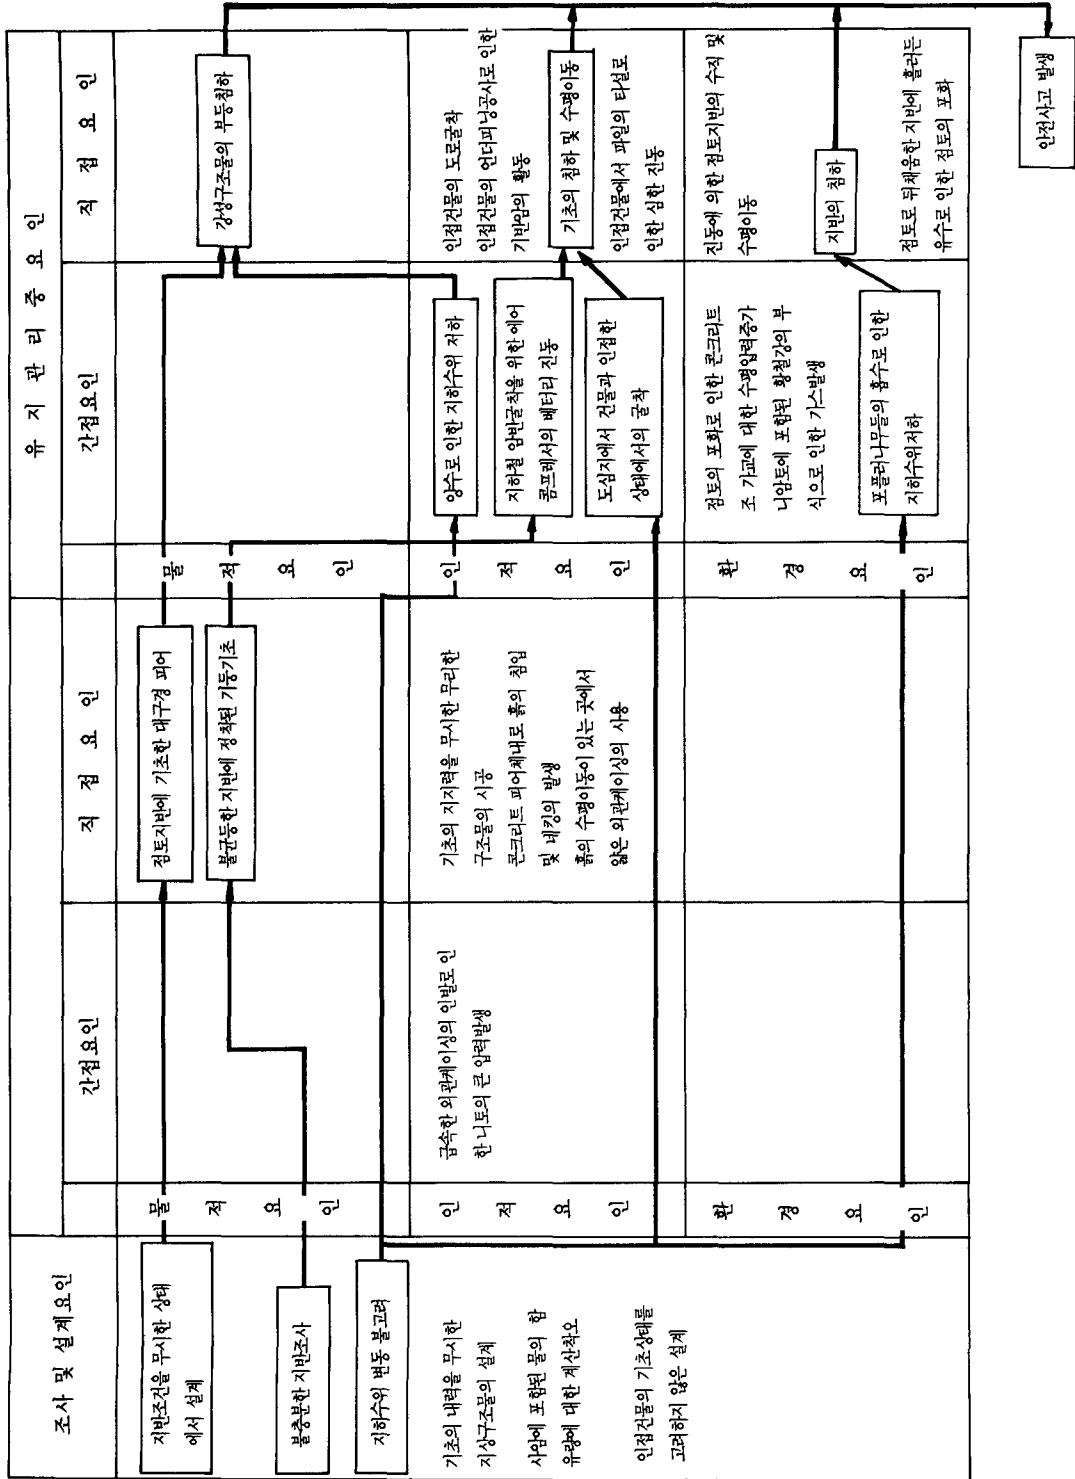 조사 및 설계요인
지반조건을 무시한 상태
에서 설계
불충분한 지반조사
지하수위 변동 불고려
기초의 내력을 무시한
지상구조물의 설계
사암에 포함된 물의 함
유량에 대한 계산착오
인접건물의 기초상태를
고려하지 않은 설계
물 적 요 인
인 적 요 인
환 경 요 인
간접요인
급속한 외관케이싱의 인발로 인
한 니토의 큰 압력발생
직 접 요 인
점토지반에 기초한 대구경 피어
불균등한 지반에 정착된 기둥기초
기초의 지지력을 무시한 무리한
구조물의 시공
콘크리트 피어체내로 흙의 침입
및 네킹의 발생
흙의 수평이동이 있는 곳에서
얇은 외관케이싱의 사용
유 지 관 리 중 요 인
물 적 요 인
인 적 요 인
환 경 요 인
간접요인
양수로 인한 지하수위 저하
지하철 암반굴착을 위한 에어
콤프레서의 배터리 진동
도심지에서 건물과 인접한
상태에서의 굴착
점토의 포화로 인한 콘크리트
조 가교에 대한 수평압력증가
니암토에 포함된 황철강의 부
식으로 인한 가스발생
포플러나무들의 흡수로 인한
지하수위저하
직 접 요 인
강성구조물의 부등침하
인접건물의 도로굴착
인접건물의 언더피닝공사로 인한
기반암의 활동
기초의 침하 및 수평이동
인접건물에서 파일의 타설로
인한 심한 진동
진동에 의한 점토지반의 수직 및
수평이동
지반의 침하
점토로 뒤채움한 지반에 흘러든
유수로 인한 점토의 포화
안전사고 발생